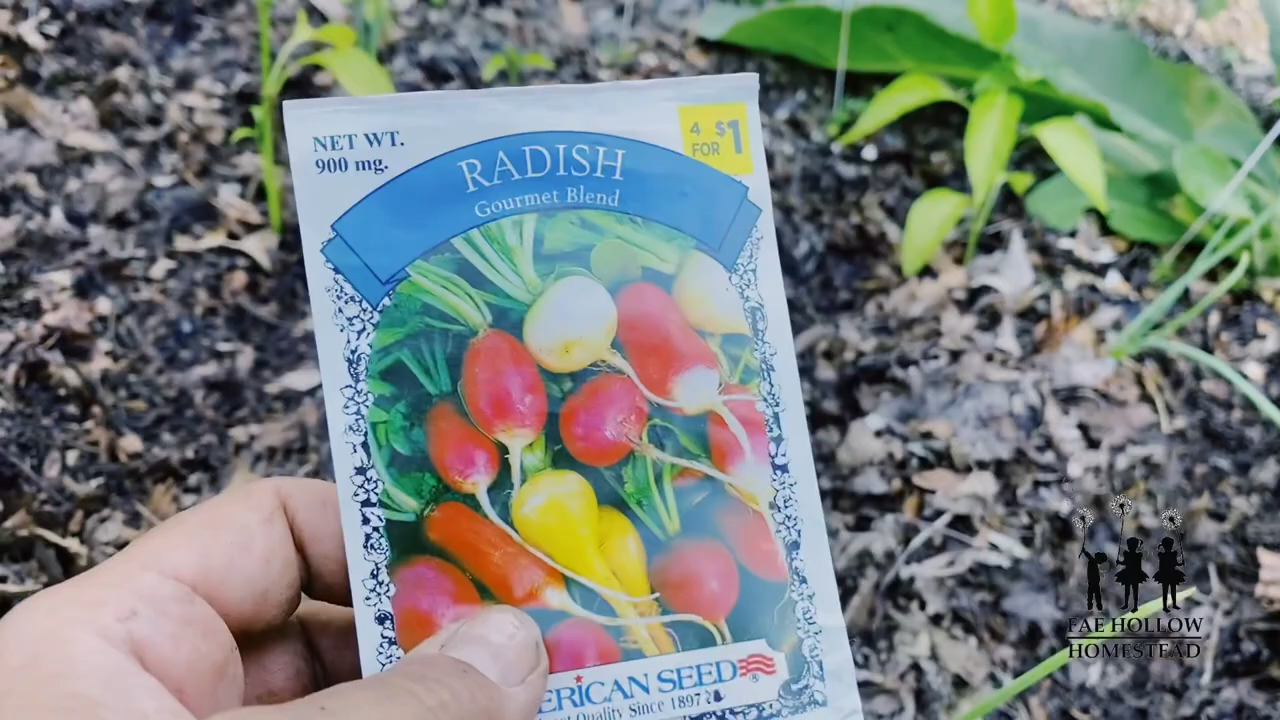 NET WT.
900 mg.
4 FOR $1
RADISH
Gourmet Blend
ERICAN SEED®
Quality Since 1897
FAE HOLLOW
HOMESTEAD